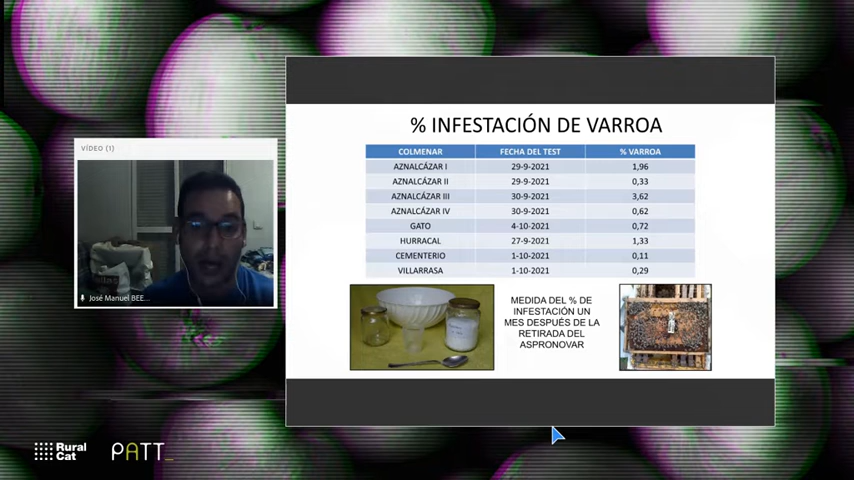 VÍDEO (1)
José Manuel BEE...
% INFESTACIÓN DE VARROA
COLMENAR FECHA DEL TEST % VARROA
AZNALCÁZAR I 29-9-2021 1,96
AZNALCÁZAR II 29-9-2021 0,33
AZNALCÁZAR III 30-9-2021 3,62
AZNALCÁZAR IV 30-9-2021 0,62
GATO 4-10-2021 0,72
HURRACAL 27-9-2021 1,33
CEMENTERIO 1-10-2021 0,11
VILLARRASA 1-10-2021 0,29
MEDIDA DEL % DE
INFESTACIÓN UN
MES DESPUÉS DE LA
RETIRADA DEL
ASPRONOVAR
Rural
Cat
PATT_